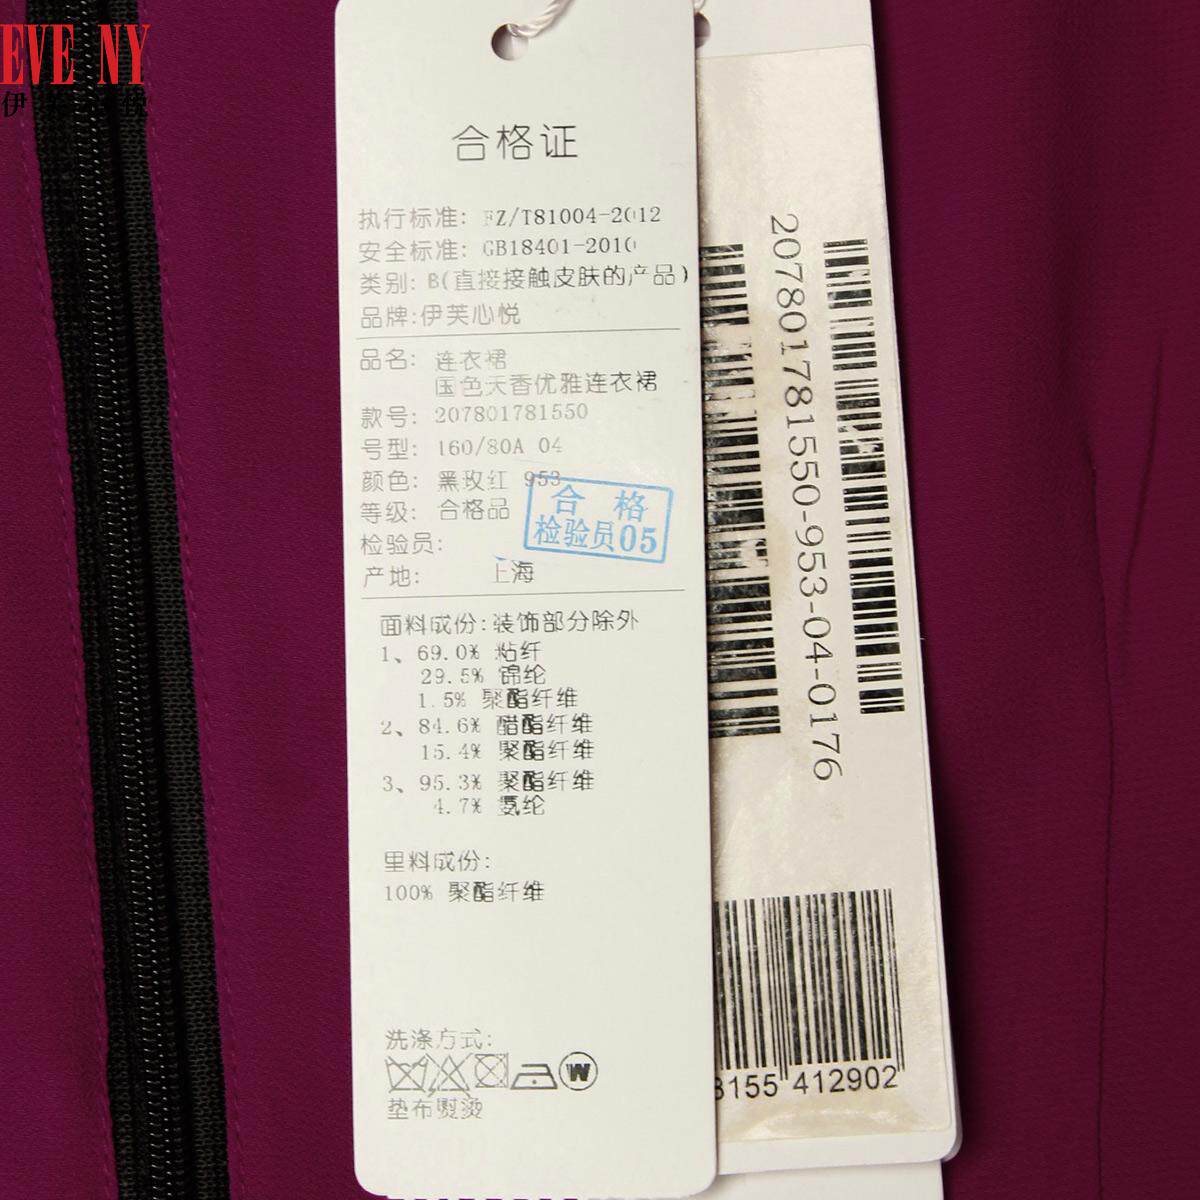 EVE NY
伊
悦
合格证
执行标准: FZ/T81004-2012
安全标准: GB18401-2010
类别: B(直接接触皮肤的产品)
品牌:伊芙心悦
品名: 连衣裙
国色天香优雅连衣裙
款号: 207801781550
号型: 160/80A 04
颜色: 黑玫红 953
等级: 合格品
检验员:
合格
检验员05
产地: 上海
面料成份:装饰部分除外
1、69.0% 粘纤
29.5% 锦纶
1.5% 聚酯纤维
2、84.6% 醋酯纤维
15.4% 聚酯纤维
3、95.3% 聚酯纤维
4.7% 氨纶
里料成份:
100% 聚酯纤维
洗涤方式:
W
垫布熨烫
207801781550-953-04-0176
8155 412902